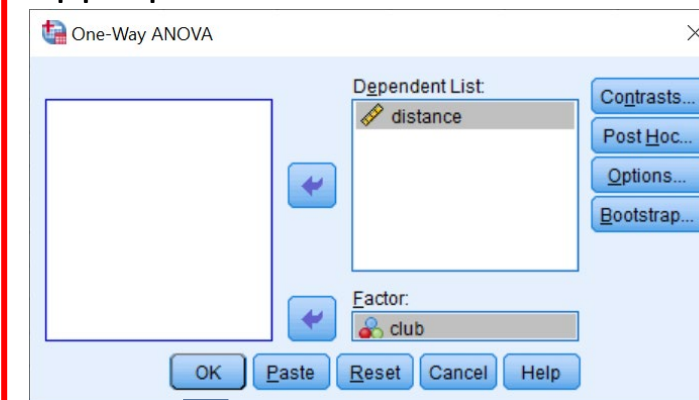 One-Way ANOVA
Dependent List:
distance
Contrasts...
Post Hoc...
Options...
Bootstrap...
Factor:
club
OK Paste Reset Cancel Help